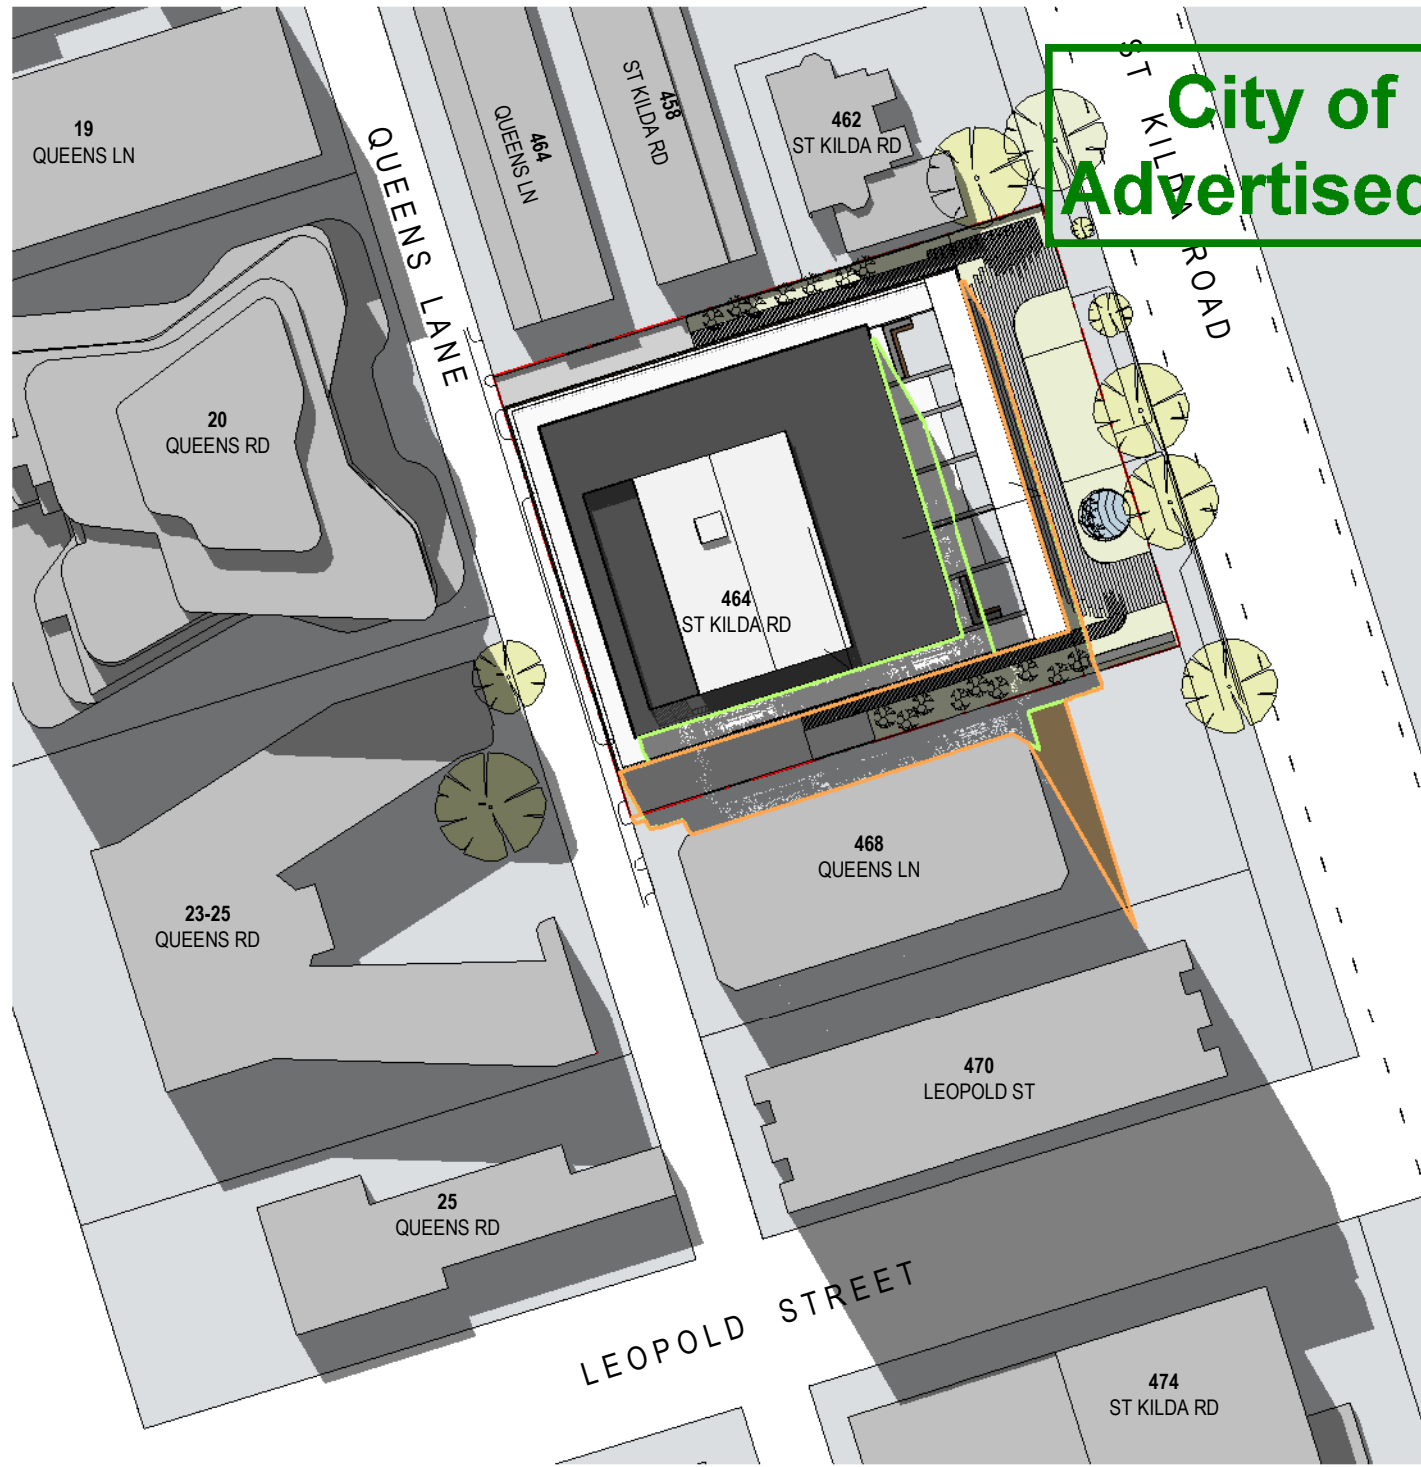 City of
Advertised
ST KILDA ROAD
19
QUEENS LN
QUEENS LANE
464
QUEENS LN
458
ST KILDA RD
462
ST KILDA RD
20
QUEENS RD
464
ST KILDA RD
468
QUEENS LN
23-25
QUEENS RD
470
LEOPOLD ST
25
QUEENS RD
LEOPOLD STREET
474
ST KILDA RD